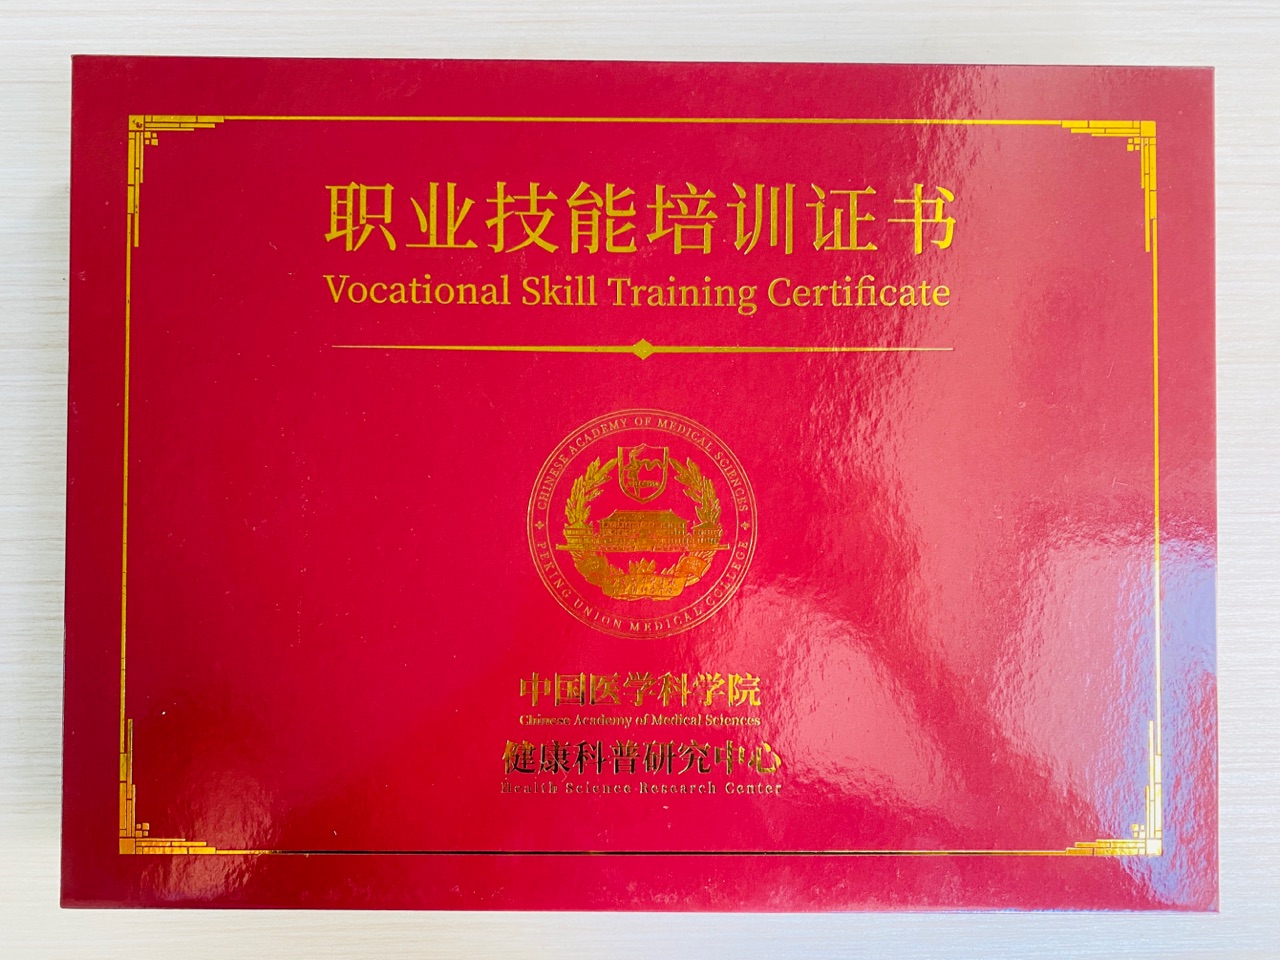 职业技能培训证书
Vocational Skill Training Certificate
CHINESE ACADEMY OF MEDICAL SCIENCES
PEKING UNION MEDICAL COLLEGE
中国医学科学院
Chinese Academy of Medical Sciences
健康科普研究中心
Health Science Research Center